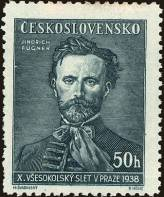 ČESKOSLOVENSKO
JINDŘICH
FÜGNER
50h
X. VŠESOKOLSKÝ SLET V PRAZE 1938